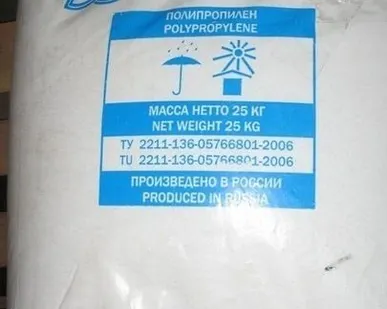 ПОЛИПРОПИЛЕН
POLYPROPYLENE
МАССА НЕТТО 25 КГ
NET WEIGHT 25 KG
ТУ 2211-136-05766801-2006
TU 2211-136-05766801-2006
ПРОИЗВЕДЕНО В РОССИИ
PRODUCED IN RUSSIA